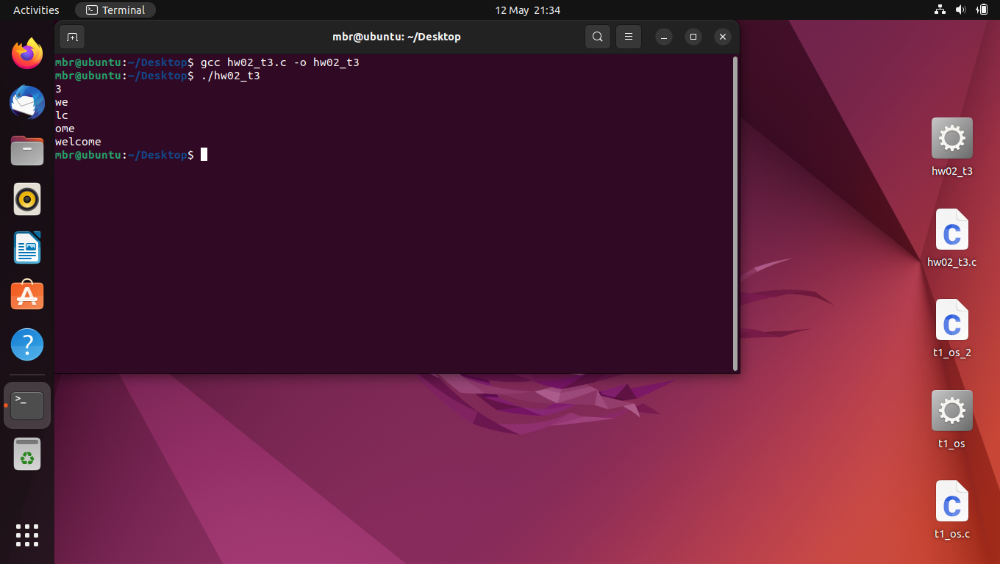 Activities
Terminal
12 May 21:34
mbr@ubuntu: ~/Desktop
mbr@ubuntu:~/Desktop$ gcc hw02_t3.c -o hw02_t3
mbr@ubuntu:~/Desktop$ ./hw02_t3
3
we
lc
ome
welcome
mbr@ubuntu:~/Desktop$
hw02_t3
hw02_t3.c
t1_os_2
t1_os
t1_os.c